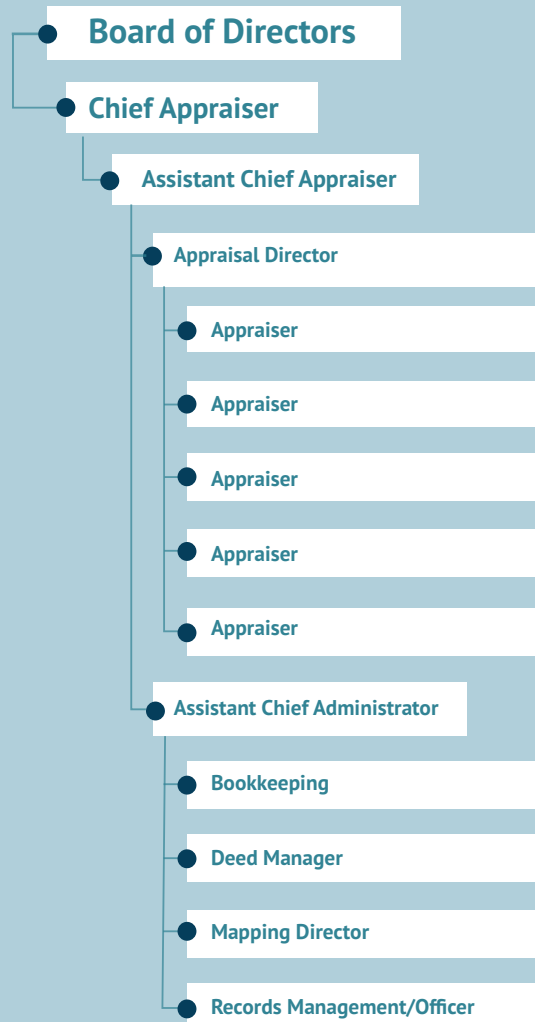 Board of Directors
Chief Appraiser
Assistant Chief Appraiser
Appraisal Director
Appraiser
Appraiser
Appraiser
Appraiser
Appraiser
Assistant Chief Administrator
Bookkeeping
Deed Manager
Mapping Director
Records Management/Officer